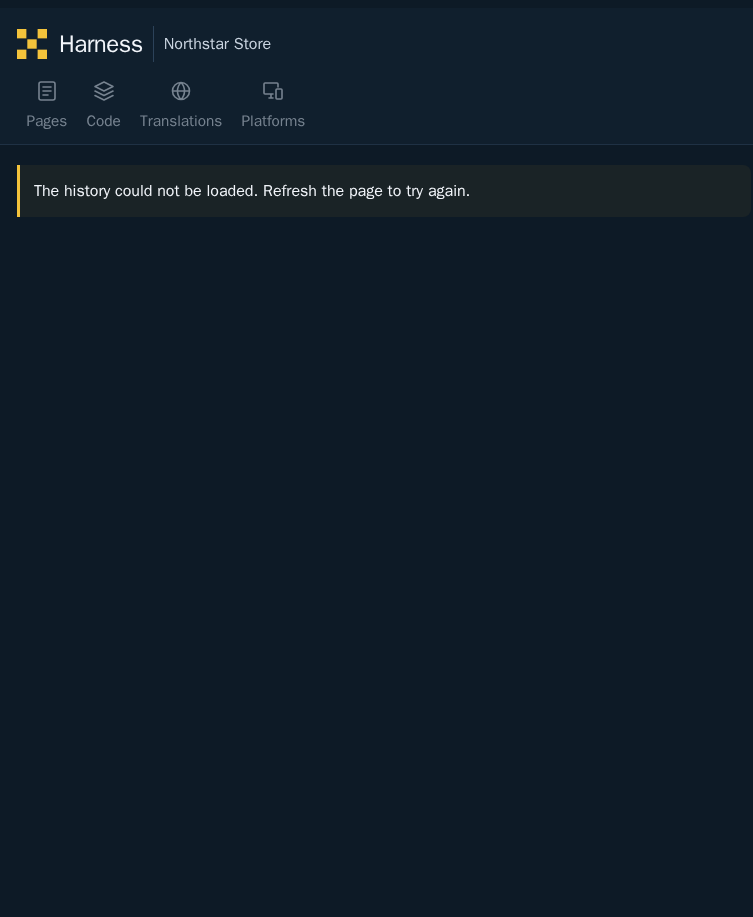 Harness
Northstar Store
Pages
Code
Translations
Platforms
The history could not be loaded. Refresh the page to try again.